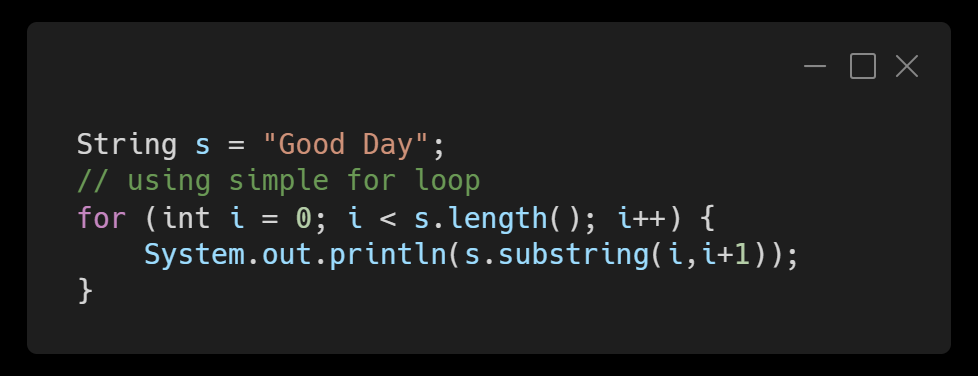 String s = "Good Day";
// using simple for loop
for (int i = 0; i < s.length(); i++) {
    System.out.println(s.substring(i,i+1));
}